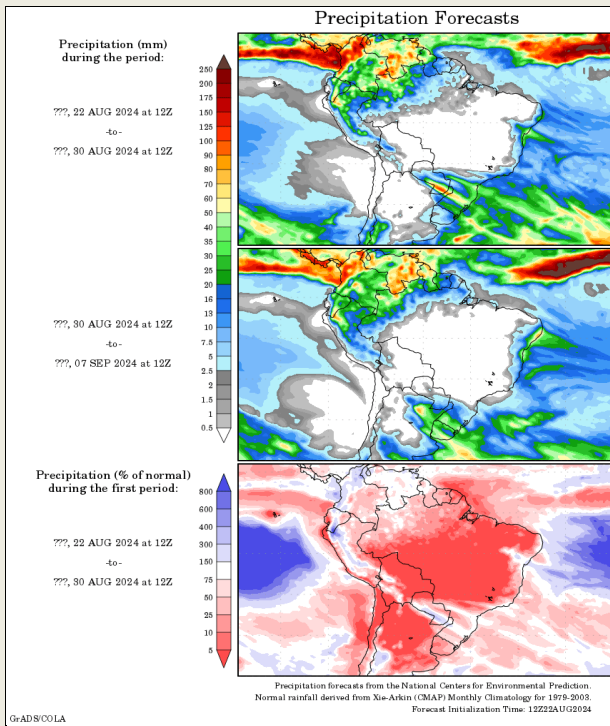 Precipitation Forecasts
Precipitation (mm)
during the period:
???, 22 AUG 2024 at 12Z
-to-
???, 30 AUG 2024 at 12Z
250
200
175
150
125
100
90
80
70
60
50
40
35
30
25
20
16
13
10
7.5
5
2.5
2
1.5
1
0.5
???, 30 AUG 2024 at 12Z
-to-
???, 07 SEP 2024 at 12Z
Precipitation (% of normal)
during the first period:
???, 22 AUG 2024 at 12Z
-to-
???, 30 AUG 2024 at 12Z
800
600
400
300
150
75
50
25
10
5
Precipitation forecasts from the National Centers for Environmental Prediction.
Normal rainfall derived from Xie-Arkin (CMAP) Monthly Climatology for 1979-2003.
Forecast Initialization Time: 12Z22AUG2024
GrADS/COLA